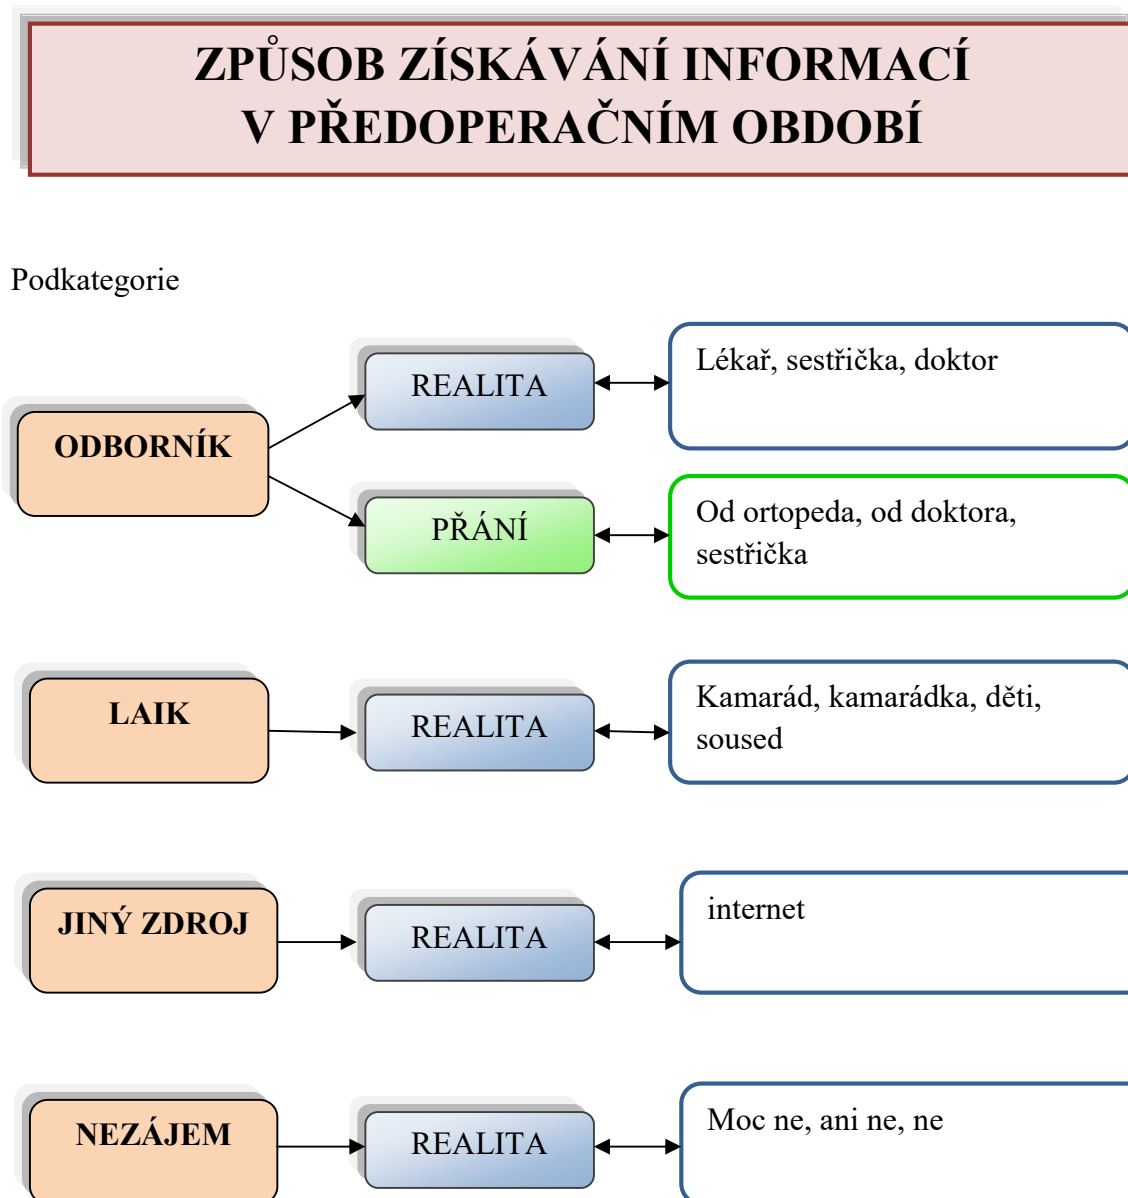 ZPŮSOB ZÍSKÁVÁNÍ INFORMACÍ
V PŘEDOPERAČNÍM OBDOBÍ
Podkategorie
ODBORNÍK
REALITA
Lékař, sestřička, doktor
PŘÁNÍ
Od ortopeda, od doktora,
sestřička
LAIK
REALITA
Kamarád, kamarádka, děti,
soused
JINÝ ZDROJ
REALITA
internet
NEZÁJEM
REALITA
Moc ne, ani ne, ne